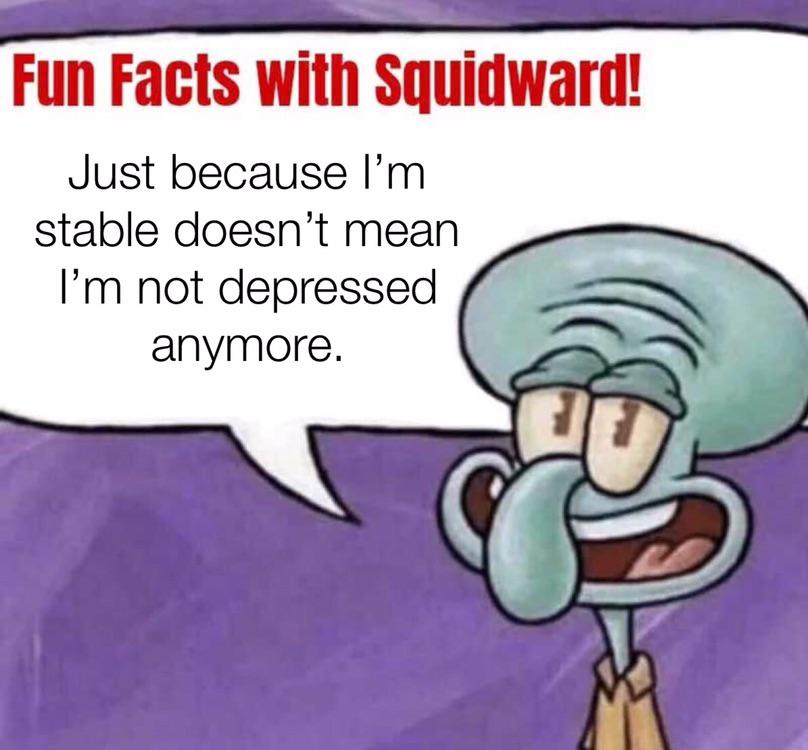 Fun Facts with Squidward!
Just because I’m
stable doesn’t mean
I’m not depressed
anymore.